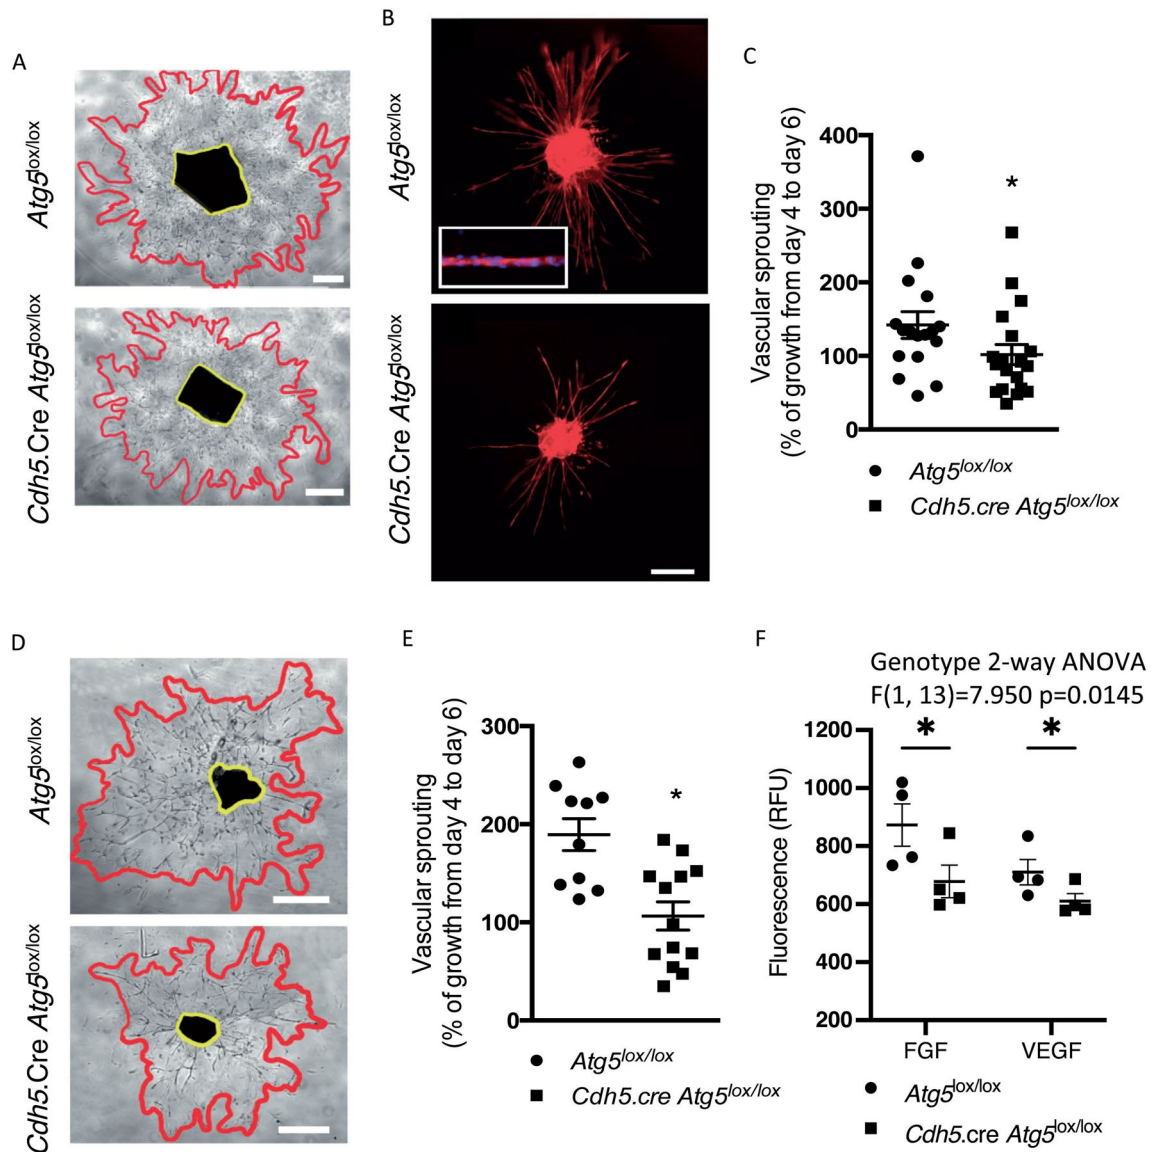 A
Atg5lox/lox
Cdh5.Cre Atg5lox/lox
B
Atg5lox/lox
Cdh5.Cre Atg5lox/lox
C
Vascular sprouting
(% of growth from day 4 to day 6)
400
300
200
100
0
*
Atg5lox/lox
Cdh5.cre Atg5lox/lox
D
Atg5lox/lox
Cdh5.Cre Atg5lox/lox
E
Vascular sprouting
(% of growth from day 4 to day 6)
300
200
100
0
*
Atg5lox/lox
Cdh5.cre Atg5lox/lox
F
Genotype 2-way ANOVA
F(1, 13)=7.950 p=0.0145
Fluorescence (RFU)
1200
1000
800
600
400
200
* *
FGF VEGF
Atg5lox/lox
Cdh5.cre Atg5lox/lox